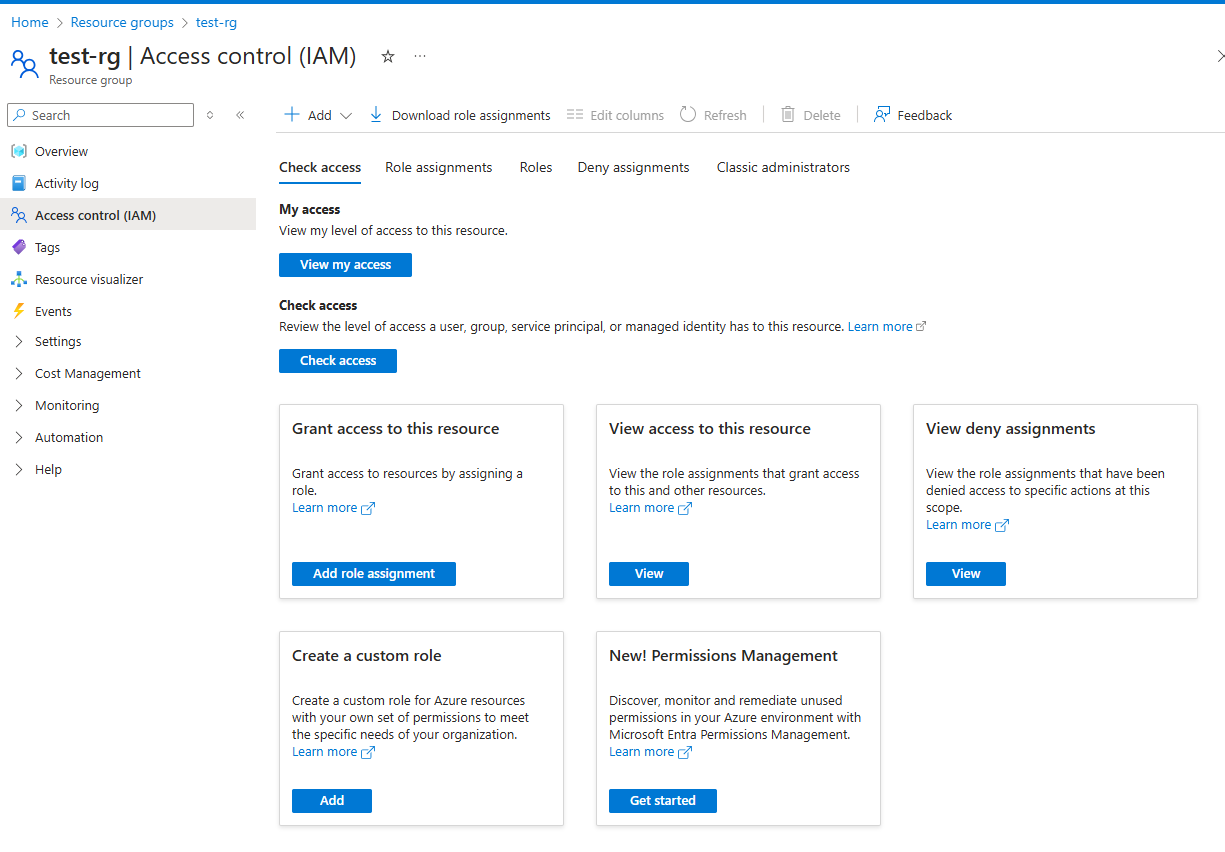 Home > Resource groups > test-rg
test-rg | Access control (IAM)
Resource group
Search
Overview
Activity log
Access control (IAM)
Tags
Resource visualizer
Events
Settings
Cost Management
Monitoring
Automation
Help
Add Download role assignments Edit columns Refresh Delete Feedback
Check access Role assignments Roles Deny assignments Classic administrators
My access
View my level of access to this resource.
View my access
Check access
Review the level of access a user, group, service principal, or managed identity has to this resource. Learn more
Check access
Grant access to this resource
Grant access to resources by assigning a
role.
Learn more
Add role assignment
View access to this resource
View the role assignments that grant access
to this and other resources.
Learn more
View
View deny assignments
View the role assignments that have been
denied access to specific actions at this
scope.
Learn more
View
Create a custom role
Create a custom role for Azure resources
with your own set of permissions to meet
the specific needs of your organization.
Learn more
Add
New! Permissions Management
Discover, monitor and remediate unused
permissions in your Azure environment with
Microsoft Entra Permissions Management.
Learn more
Get started